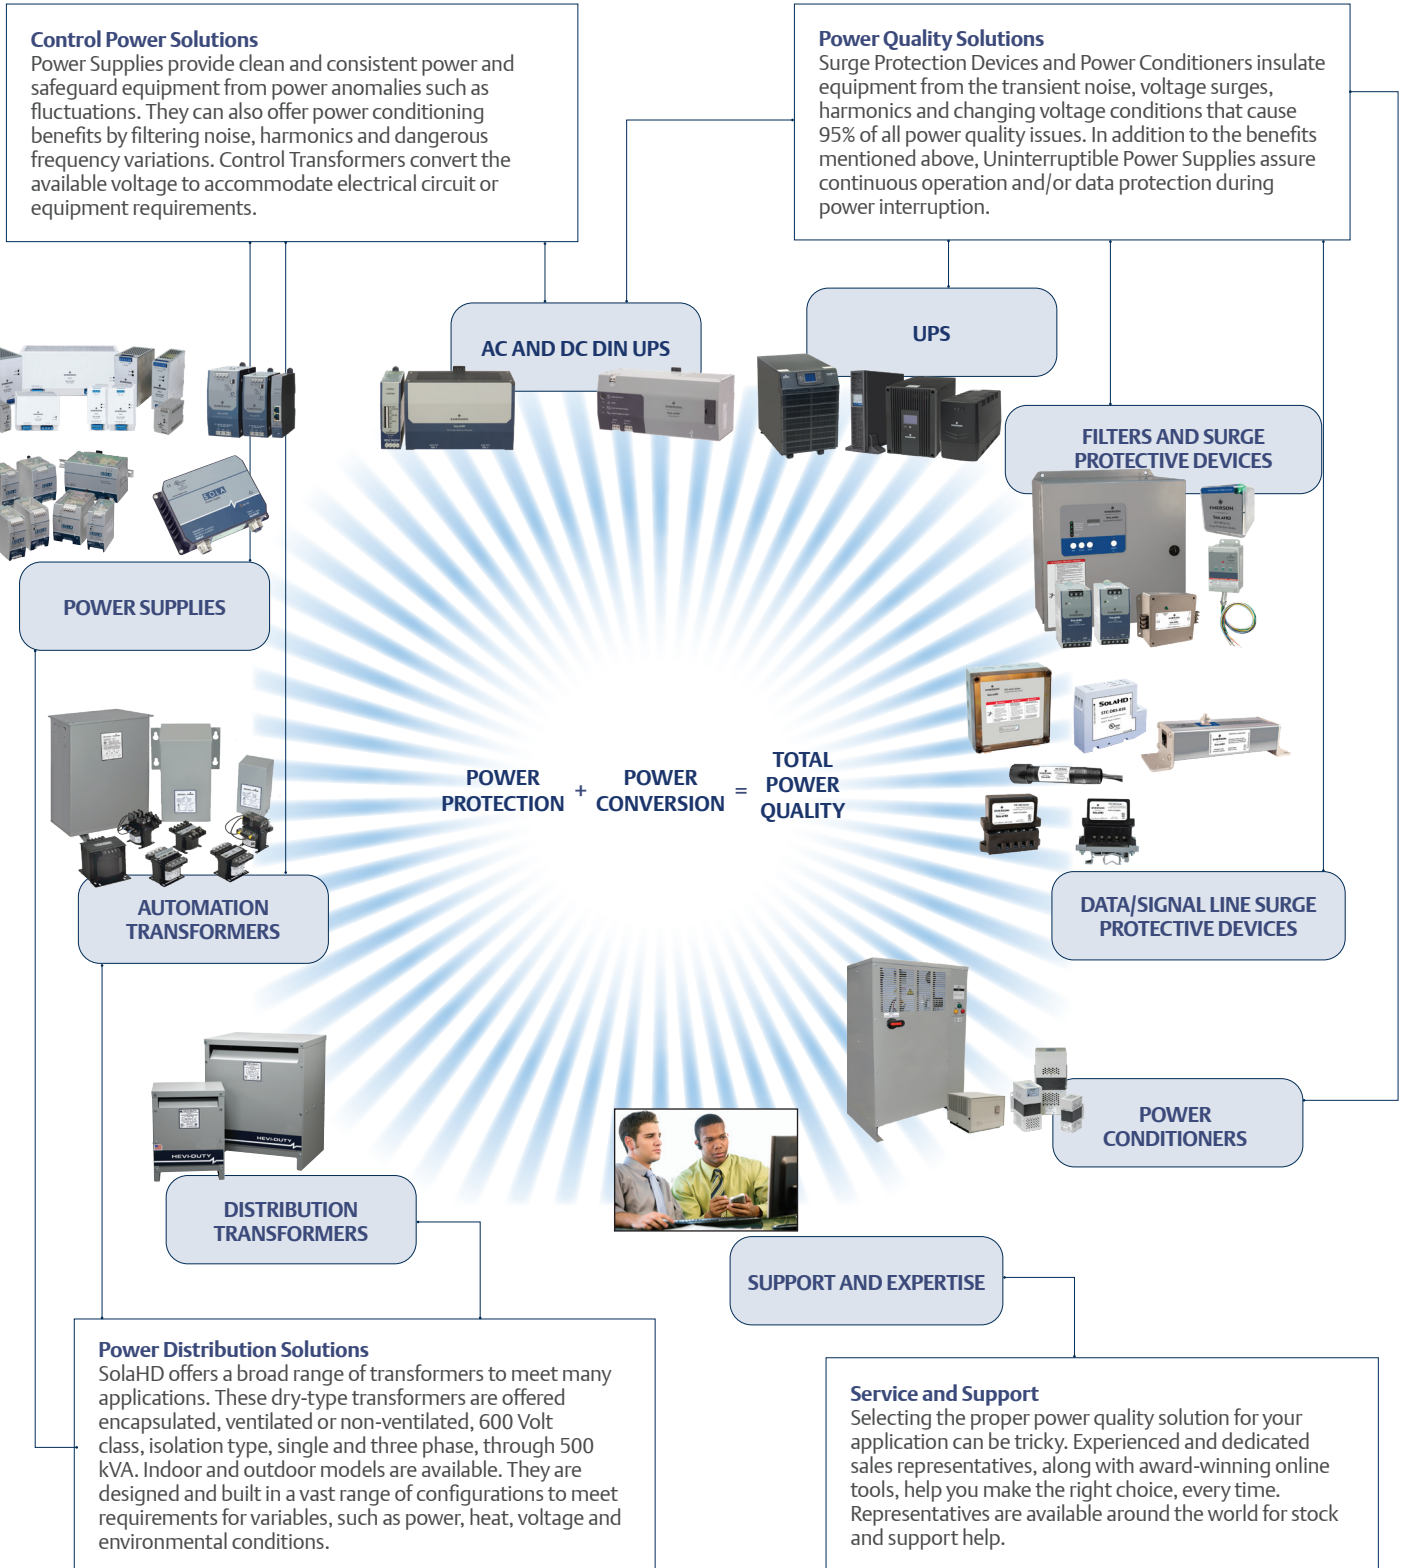 Control Power Solutions
Power Supplies provide clean and consistent power and
safeguard equipment from power anomalies such as
fluctuations. They can also offer power conditioning
benefits by filtering noise, harmonics and dangerous
frequency variations. Control Transformers convert the
available voltage to accommodate electrical circuit or
equipment requirements.
Power Quality Solutions
Surge Protection Devices and Power Conditioners insulate
equipment from the transient noise, voltage surges,
harmonics and changing voltage conditions that cause
95% of all power quality issues. In addition to the benefits
mentioned above, Uninterruptible Power Supplies assure
continuous operation and/or data protection during
power interruption.
AC AND DC DIN UPS
UPS
FILTERS AND SURGE
PROTECTIVE DEVICES
EMERSON
SOLAHD
SOLA
POWER SUPPLIES
SOLAHD
STC-DRS-036
POWER
PROTECTION
+
POWER
CONVERSION
=
TOTAL
POWER
QUALITY
AUTOMATION
TRANSFORMERS
DATA/SIGNAL LINE SURGE
PROTECTIVE DEVICES
HEVI-DUTY
HEVI-DUTY
POWER
CONDITIONERS
DISTRIBUTION
TRANSFORMERS
SUPPORT AND EXPERTISE
Power Distribution Solutions
SolaHD offers a broad range of transformers to meet many
applications. These dry-type transformers are offered
encapsulated, ventilated or non-ventilated, 600 Volt
class, isolation type, single and three phase, through 500
kVA. Indoor and outdoor models are available. They are
designed and built in a vast range of configurations to meet
requirements for variables, such as power, heat, voltage and
environmental conditions.
Service and Support
Selecting the proper power quality solution for your
application can be tricky. Experienced and dedicated
sales representatives, along with award-winning online
tools, help you make the right choice, every time.
Representatives are available around the world for stock
and support help.